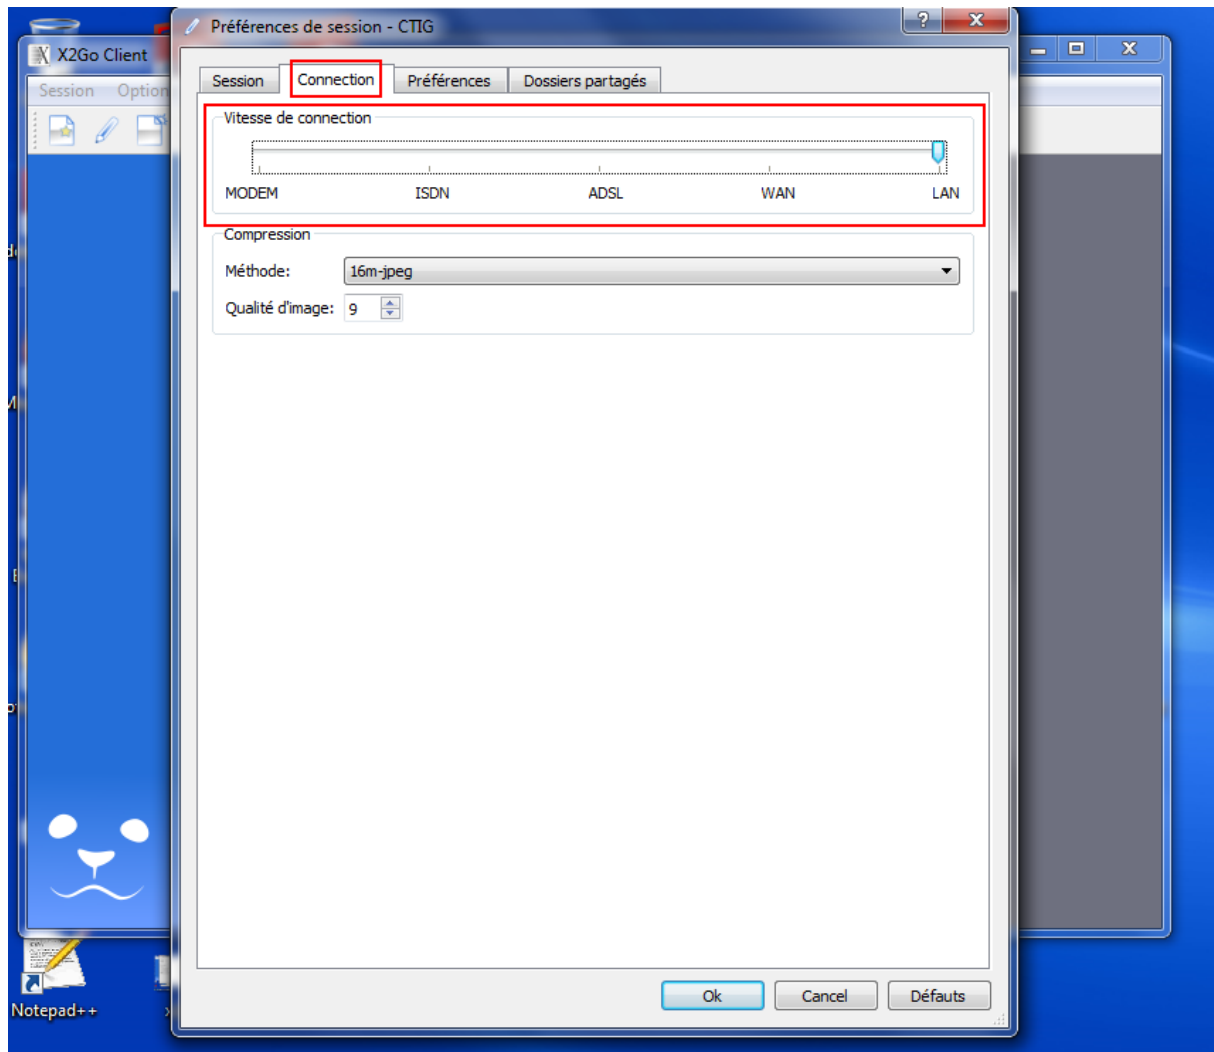 Préférences de session - CTIG
X2Go Client
Session Connection Préférences Dossiers partagés
Session Option
Vitesse de connection
MODEM ISDN ADSL WAN LAN
Compression
Méthode: 16m-jpeg
Qualité d'image: 9
Ok Cancel Défauts
Notepad++